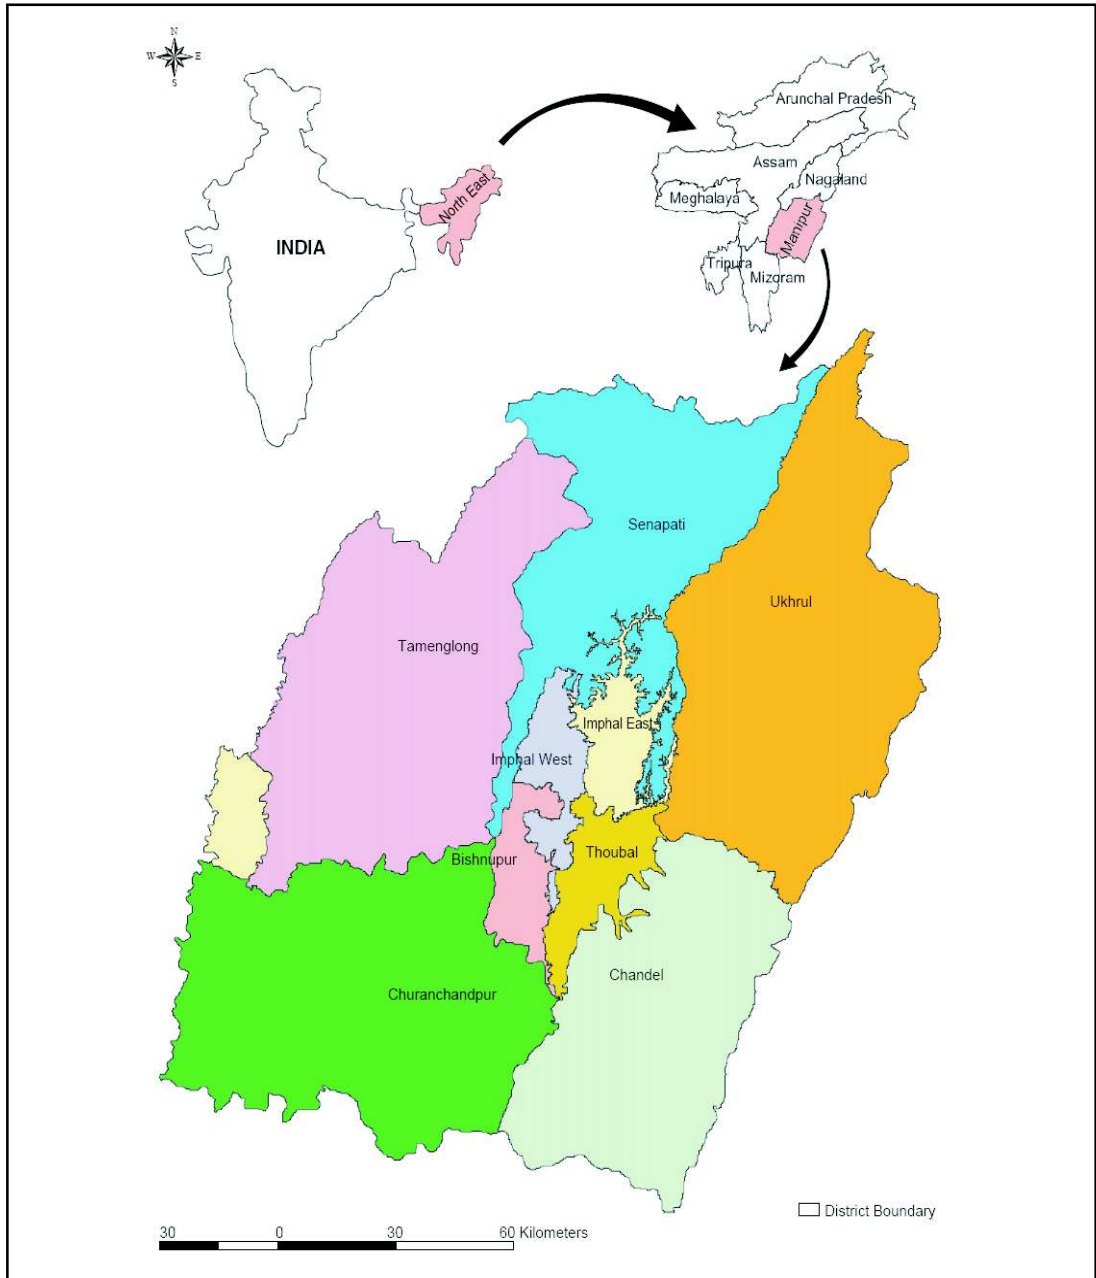 N
W E
S
INDIA
North East
Arunchal Pradesh
Assam
Nagaland
Meghalaya
Manipur
Tripura
Mizoram
Senapati
Ukhrul
Tamenglong
Imphal East
Imphal West
Bishnupur
Thoubal
Chandel
Churanchandpur
District Boundary
30 0 30 60 Kilometers